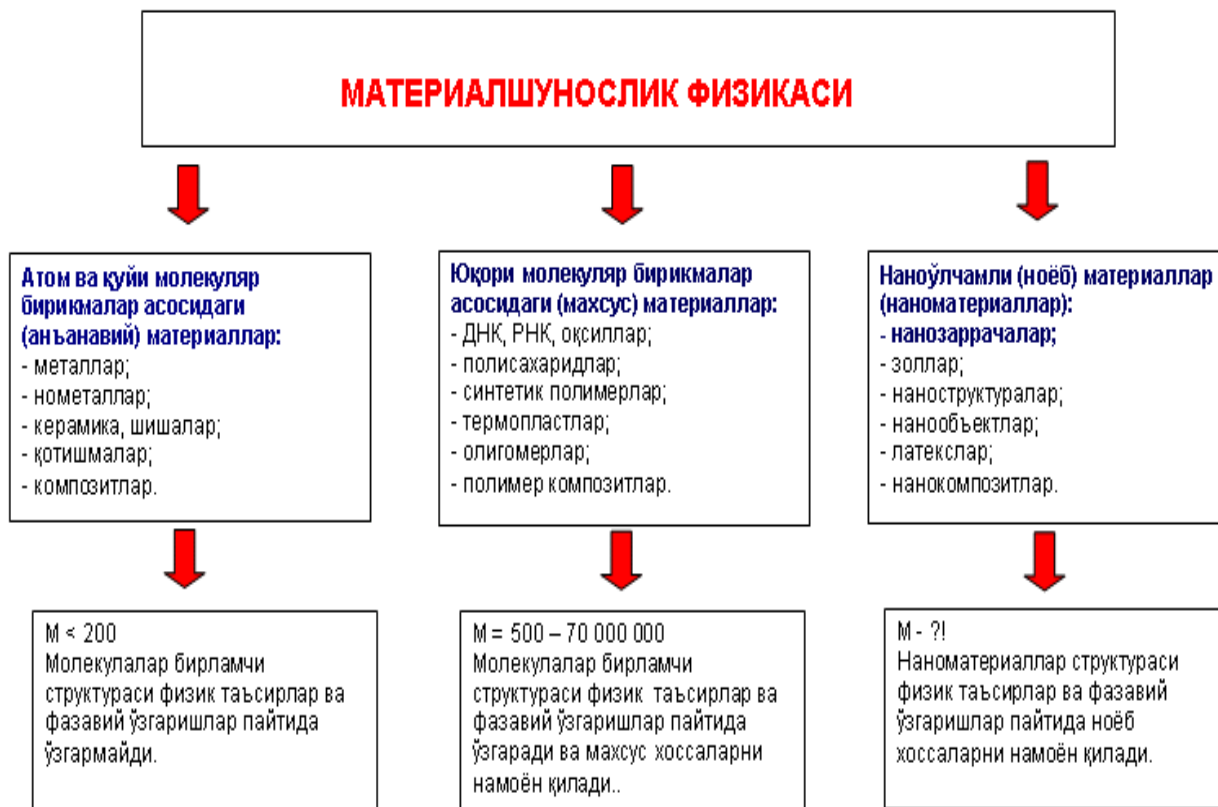 МАТЕРИАЛШУНОСЛИК ФИЗИКАСИ
Атом ва қуйи молекуляр
бирикмалар асосидаги
(анъанавий) материаллар:
- металлар;
- нометаллар;
- керамика, шишалар;
- қотишмалар;
- композитлар.
Юқори молекуляр бирикмалар
асосидаги (махсус) материаллар:
- ДНК, РНК, оқсиллар;
- полисахаридлар;
- синтетик полимерлар;
- термопластлар;
- олигомерлар;
- полимер композитлар.
Наноўлчамли (ноёб) материаллар
(наноматериаллар):
- нанозаррачалар;
- золлар;
- наноструктуралар;
- нанообъектлар;
- латекслар;
- нанокомпозитлар.
М < 200
Молекулалар бирламчи
структураси физик таъсирлар ва
фазавий ўзгаришлар пайтида
ўзгармайди.
М = 500 – 70 000 000
Молекулалар бирламчи
структураси физик таъсирлар ва
фазавий ўзгаришлар пайтида
ўзгаради ва махсус хоссаларни
намоён қилади..
М - ?!
Наноматериаллар структураси
физик таъсирлар ва фазавий
ўзгаришлар пайтида ноёб
хоссаларни намоён қилади.